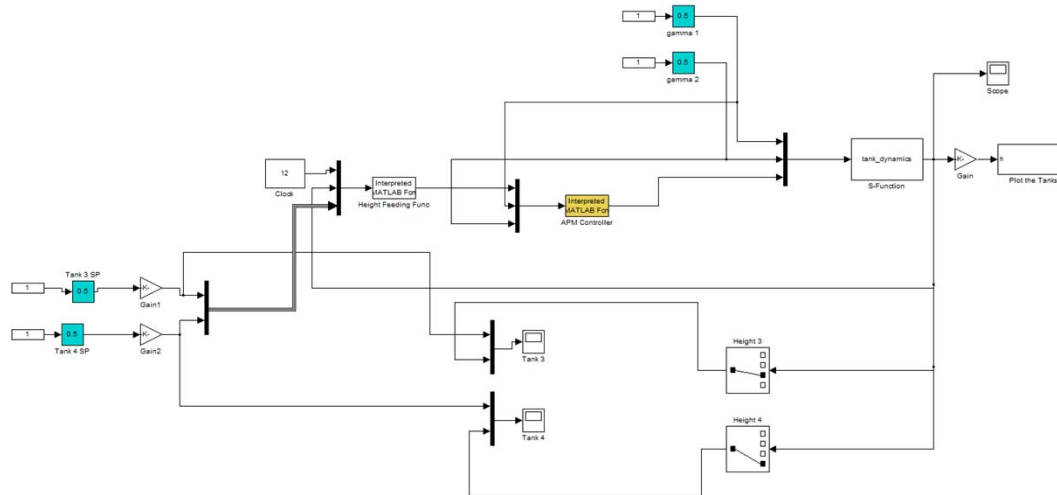 1
0.5
gamma 1
1
0.5
gamma 2
Scope
12
Clock
Interpreted
MATLAB Fcn
Height Feeding Func
Interpreted
MATLAB Fcn
APM Controller
tank_dynamics
S-Function
-K-
Gain
h
Plot the Tanks
Tank 3 SP
1
0.5
-K-
Gain1
1
0.5
Tank 4 SP
-K-
Gain2
Tank 3
Height 3
Tank 4
Height 4